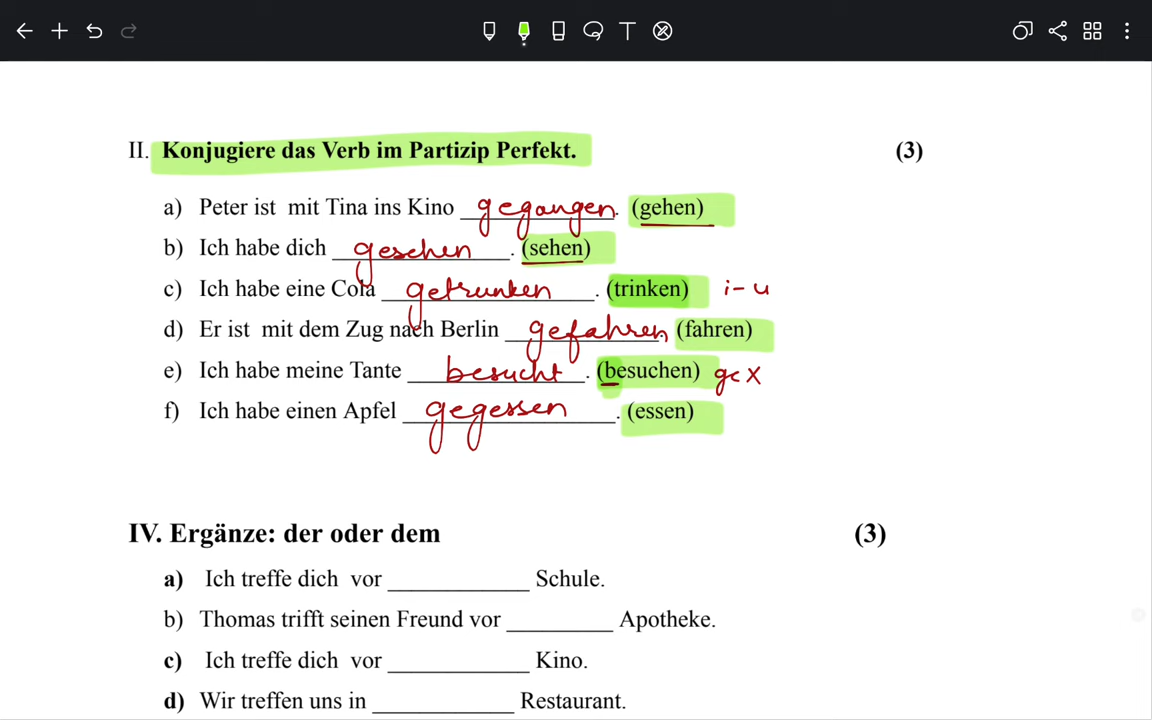 II. Konjugiere das Verb im Partizip Perfekt. (3)
a) Peter ist mit Tina ins Kino gegangen. (gehen)
b) Ich habe dich gesehen. (sehen)
c) Ich habe eine Cola getrunken. (trinken) i-u
d) Er ist mit dem Zug nach Berlin gefahren. (fahren)
e) Ich habe meine Tante besucht. (besuchen) ge x
f) Ich habe einen Apfel gegessen. (essen)
IV. Ergänze: der oder dem (3)
a) Ich treffe dich vor __________ Schule.
b) Thomas trifft seinen Freund vor ________ Apotheke.
c) Ich treffe dich vor __________ Kino.
d) Wir treffen uns in __________ Restaurant.